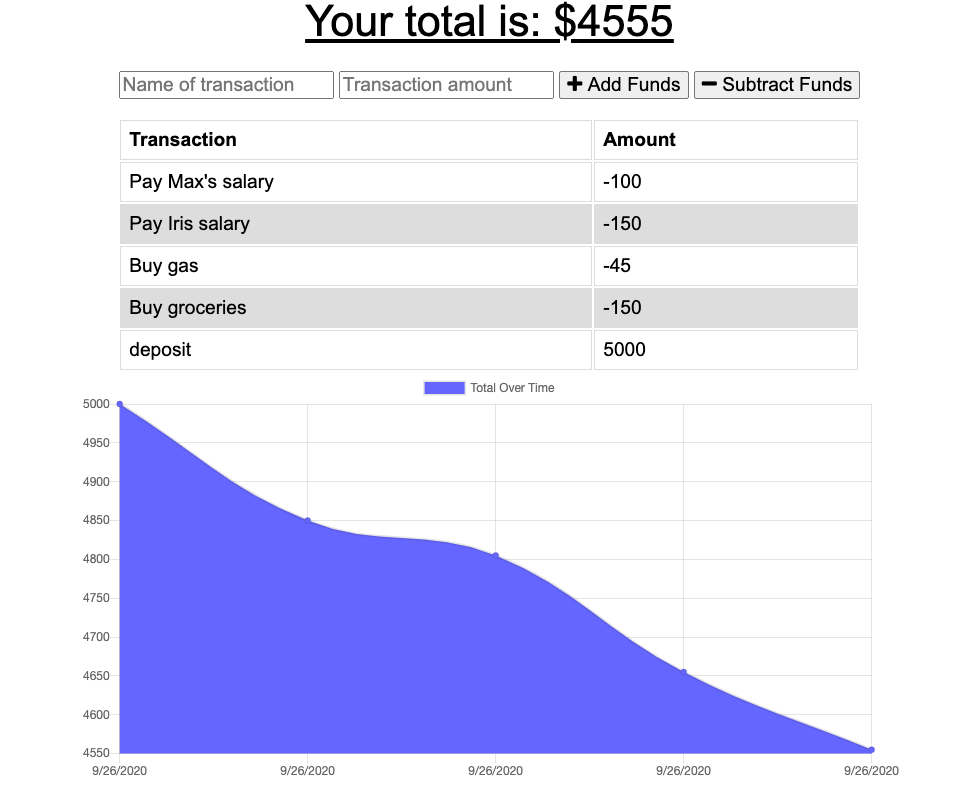 Your total is: $4555
Name of transaction Transaction amount + Add Funds − Subtract Funds
Transaction Amount
Pay Max's salary -100
Pay Iris salary -150
Buy gas -45
Buy groceries -150
deposit 5000
Total Over Time
5000
4950
4900
4850
4800
4750
4700
4650
4600
4550
9/26/2020 9/26/2020 9/26/2020 9/26/2020 9/26/2020